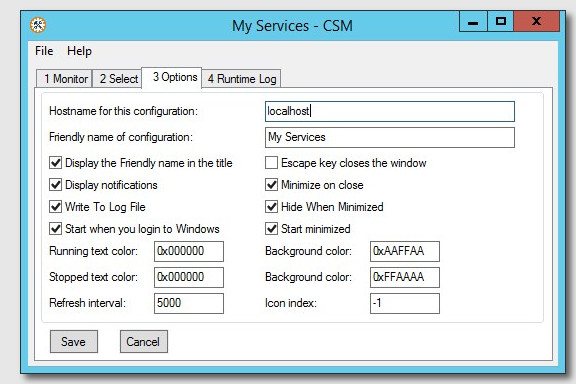 My Services - CSM
File Help
1 Monitor 2 Select 3 Options 4 Runtime Log
Hostname for this configuration: localhost
Friendly name of configuration: My Services
Display the Friendly name in the title Escape key closes the window
Display notifications Minimize on close
Write To Log File Hide When Minimized
Start when you login to Windows Start minimized
Running text color: 0x000000 Background color: 0xAAFFAA
Stopped text color: 0x000000 Background color: 0xFFAAAA
Refresh interval: 5000 Icon index: -1
Save Cancel